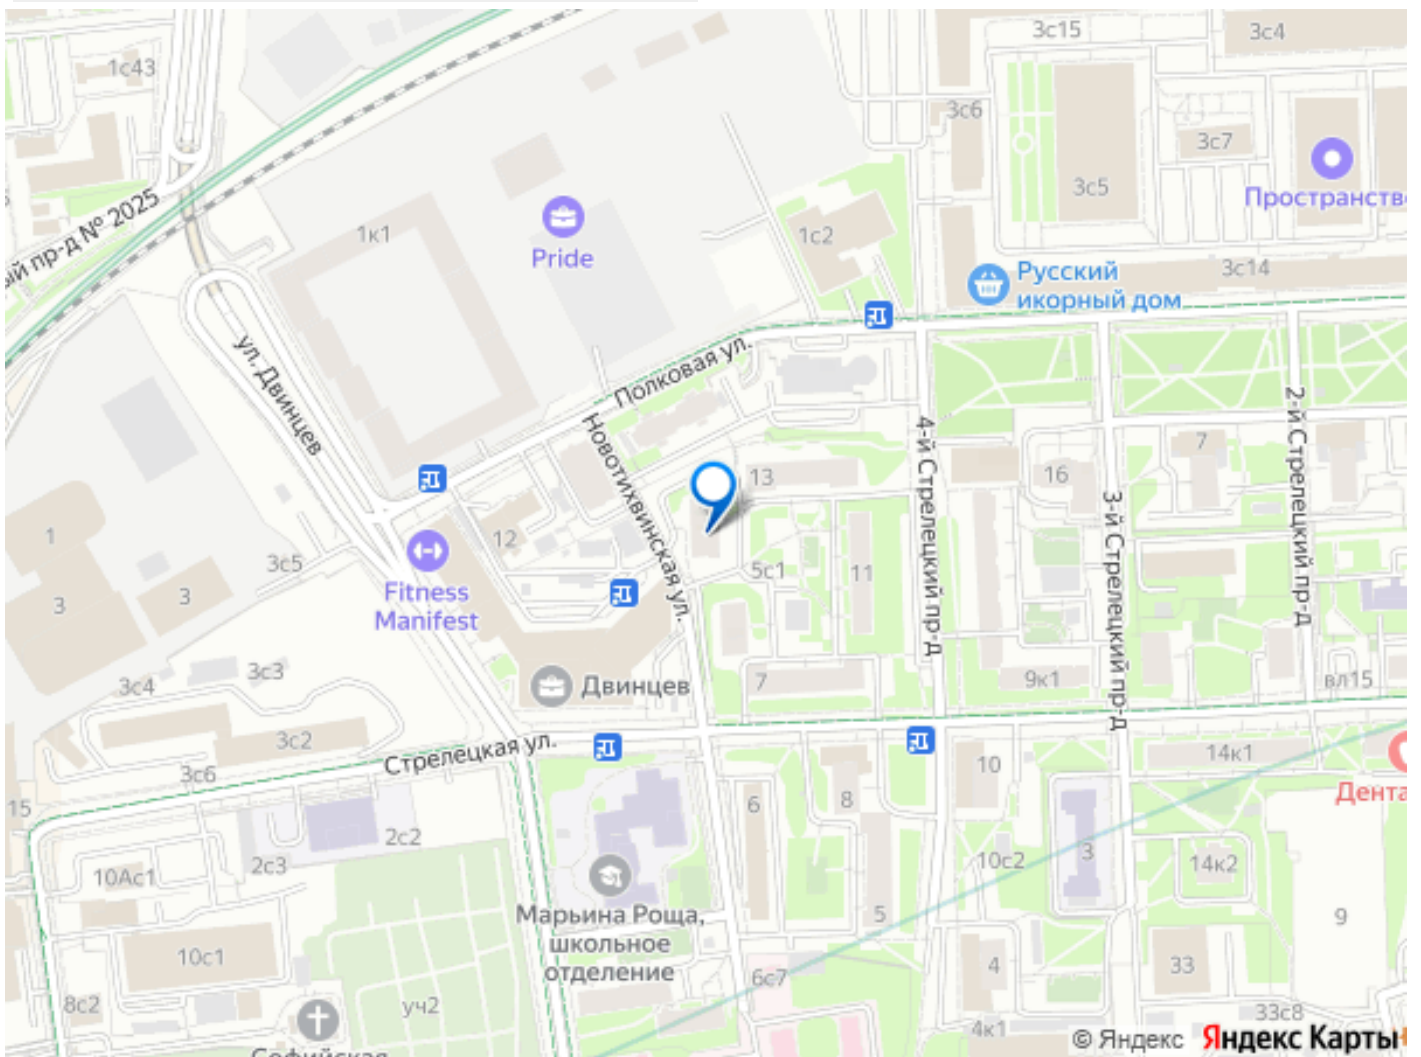 1с43
3с15
3с4
3с6
3с7
3с5
Пространство
ый пр-д № 2025
1к1
Pride
1с2
3с14
Русский
икорный дом
ул. Двинцев
Полковая ул.
Новотихвинская ул.
4-й Стрелецкий пр-д
3-й Стрелецкий пр-д
2-й Стрелецкий пр-д
7
13
16
1
3
3
3с5
12
Fitness
Manifest
5с1
11
3с4
3с3
Двинцев
7
9к1
вл15
3с2
3с6
Стрелецкая ул.
14к1
Дента
15
2с2
2с3
10Ас1
6
8
10
10с2
3
14к2
Марьина Роща,
школьное
отделение
5
9
10с1
8с2
уч2
6с7
4
33
4к1
33с8
Софийская
© Яндекс Яндекс Карты